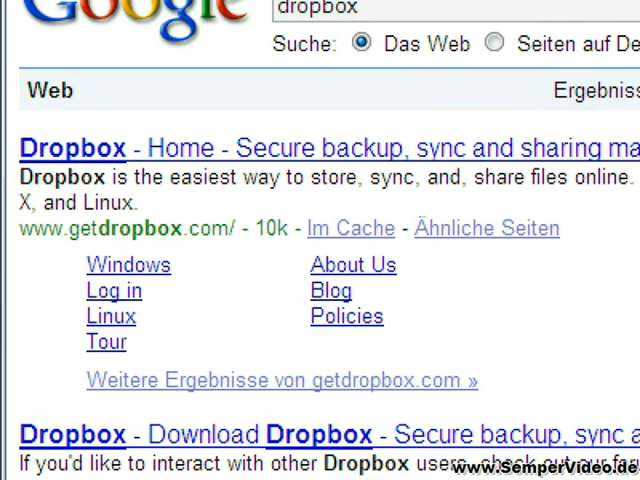 Google
dropbox
Suche: Das Web Seiten auf De
Web Ergebniss
Dropbox - Home - Secure backup, sync and sharing ma
Dropbox is the easiest way to store, sync, and, share files online.
X, and Linux.
www.getdropbox.com/ - 10k - Im Cache - Ähnliche Seiten
Windows About Us
Log in Blog
Linux Policies
Tour
Weitere Ergebnisse von getdropbox.com »
Dropbox - Download Dropbox - Secure backup, sync a
If you'd like to interact with other Dropbox users, check out our for
www.SemperVideo.de